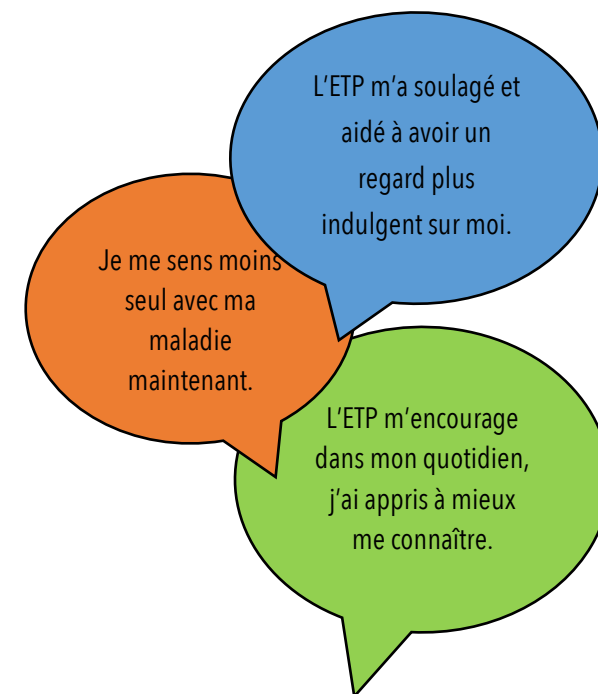 L’ETP m’a soulagé et
aidé à avoir un
regard plus
indulgent sur moi.
Je me sens moins
seul avec ma
maladie
maintenant.
L’ETP m’encourage
dans mon quotidien,
j’ai appris à mieux
me connaître.